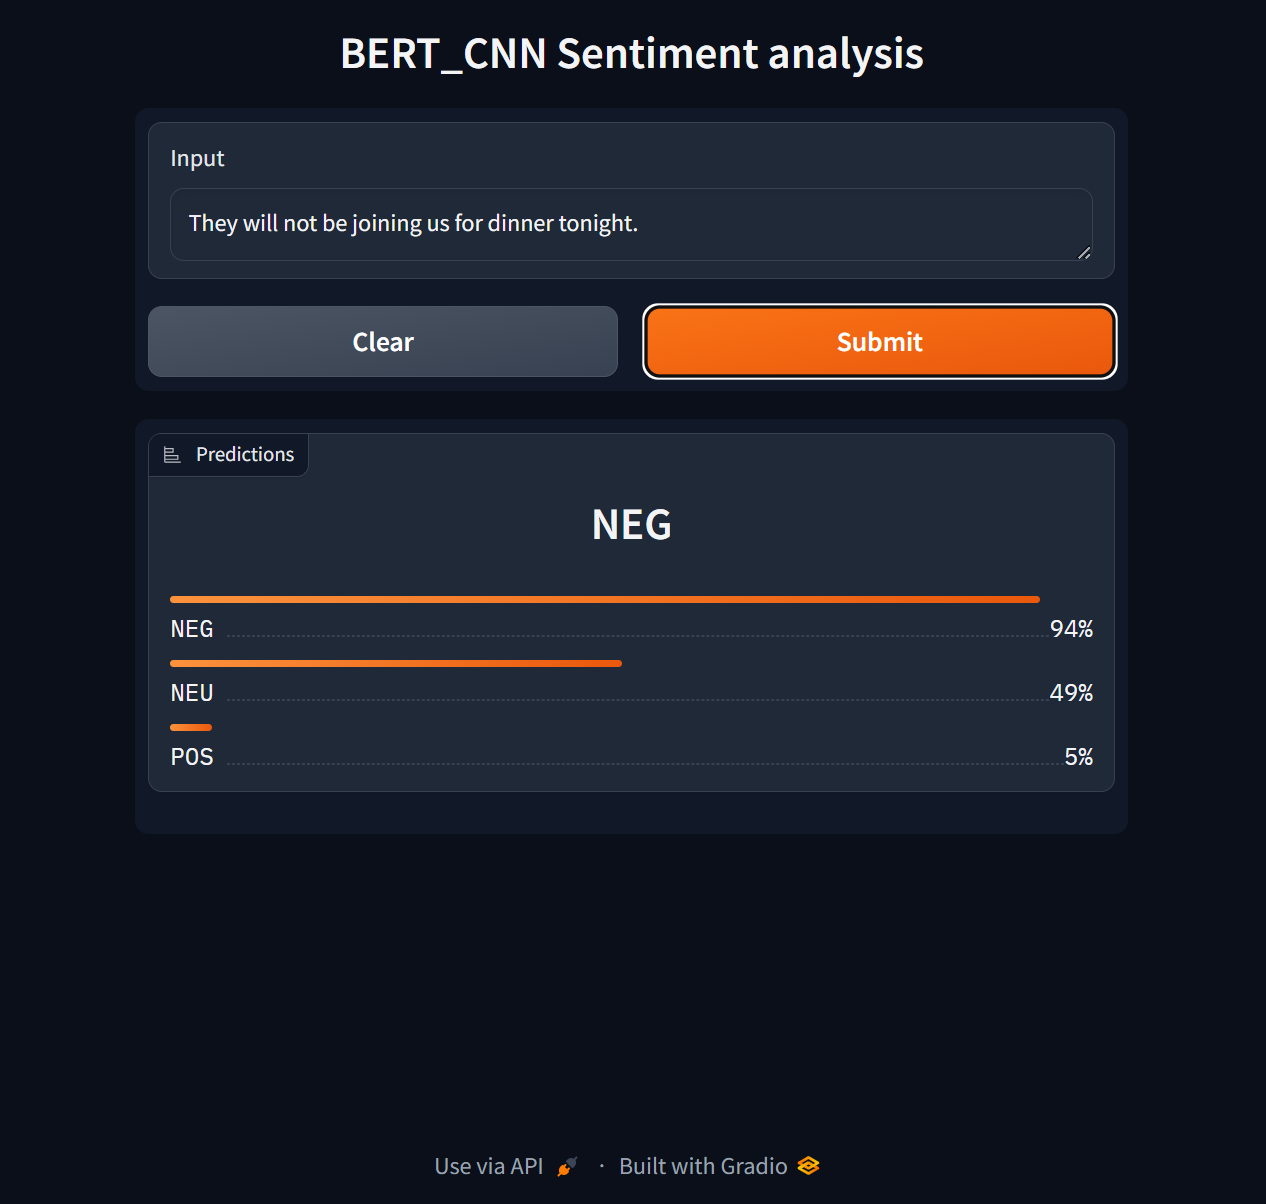 BERT_CNN Sentiment analysis
Input
They will not be joining us for dinner tonight.
Clear
Submit
Predictions
NEG
NEG 94%
NEU 49%
POS 5%
Use via API · Built with Gradio